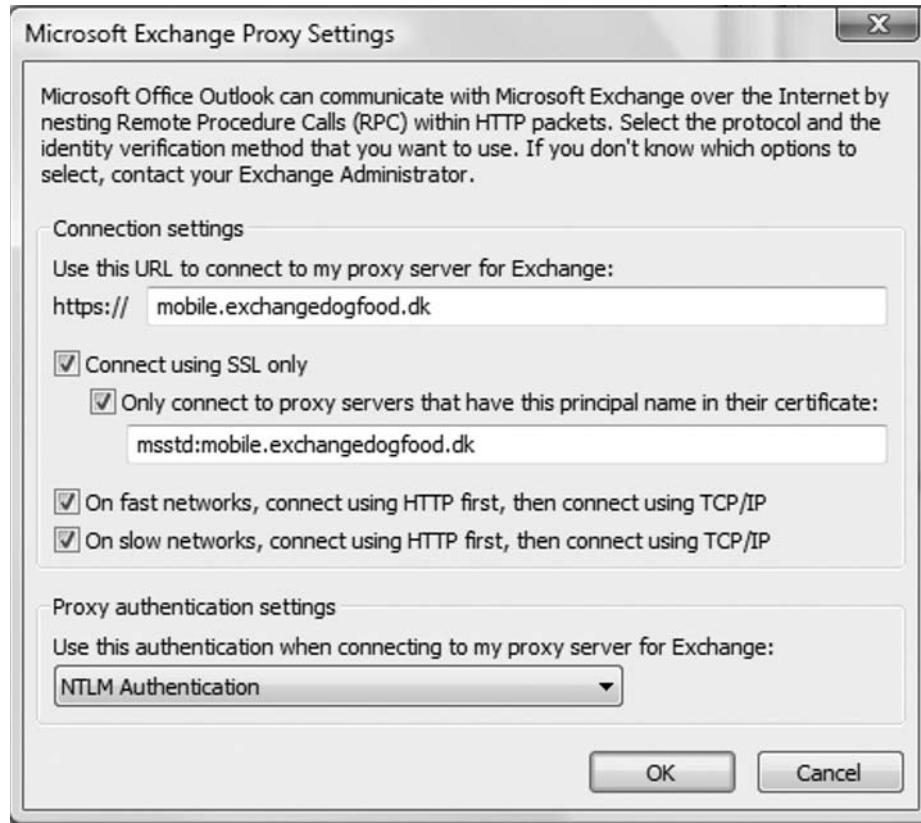 Microsoft Exchange Proxy Settings
Microsoft Office Outlook can communicate with Microsoft Exchange over the Internet by
nesting Remote Procedure Calls (RPC) within HTTP packets. Select the protocol and the
identity verification method that you want to use. If you don't know which options to
select, contact your Exchange Administrator.
Connection settings
Use this URL to connect to my proxy server for Exchange:
https:// mobile.exchangedogfood.dk
Connect using SSL only
Only connect to proxy servers that have this principal name in their certificate:
msstd:mobile.exchangedogfood.dk
On fast networks, connect using HTTP first, then connect using TCP/IP
On slow networks, connect using HTTP first, then connect using TCP/IP
Proxy authentication settings
Use this authentication when connecting to my proxy server for Exchange:
NTLM Authentication
OK Cancel